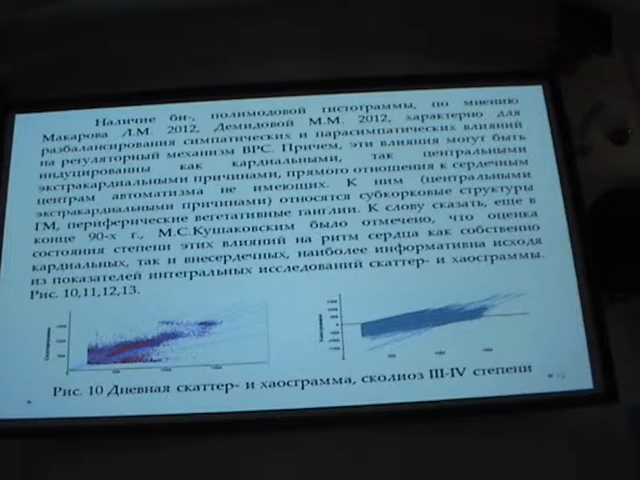 Наличие би-, полимодовой гистограммы, по мнению
Макарова Л.М. 2012, Демидовой М.М. 2012, характерно для
разбалансирования симпатических и парасимпатических влияний
на регуляторный механизм ВРС. Причем, эти влияния могут быть
индуцированны как кардиальными, так центральными
экстракардиальными причинами, прямого отношения к сердечным
центрам автоматизма не имеющих. К ним (центральными
экстракардиальными причинами) относятся субкорковые структуры
ГМ, периферические вегетативные ганглии. К слову сказать, еще в
конце 90-х г., М.С.Кушаковским было отмечено, что оценка
состояния степени этих влияний на ритм сердца как собственно
кардиальных, так и внесердечных, наиболее информативна исходя
из показателей интегральных исследований скаттер- и хаосграммы.
Рис. 10,11,12,13.
Рис. 10 Дневная скаттер- и хаосграмма, сколиоз III-IV степени